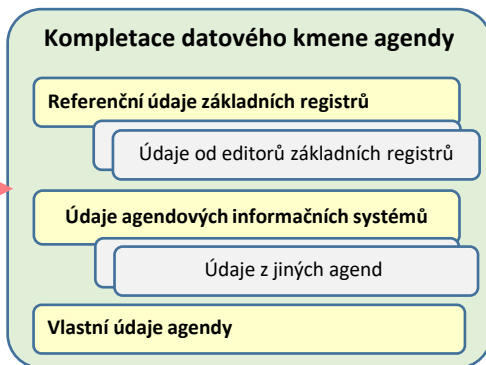 Kompletace datového kmene agendy
Referenční údaje základních registrů
Údaje od editorů základních registrů
Údaje agendových informačních systémů
Údaje z jiných agend
Vlastní údaje agendy